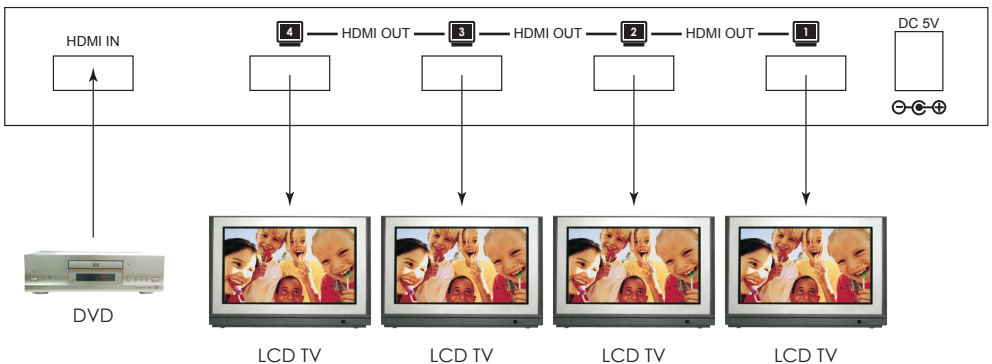 HDMI IN
4 HDMI OUT 3 HDMI OUT 2 HDMI OUT 1
DC 5V
DVD
LCD TV LCD TV LCD TV LCD TV